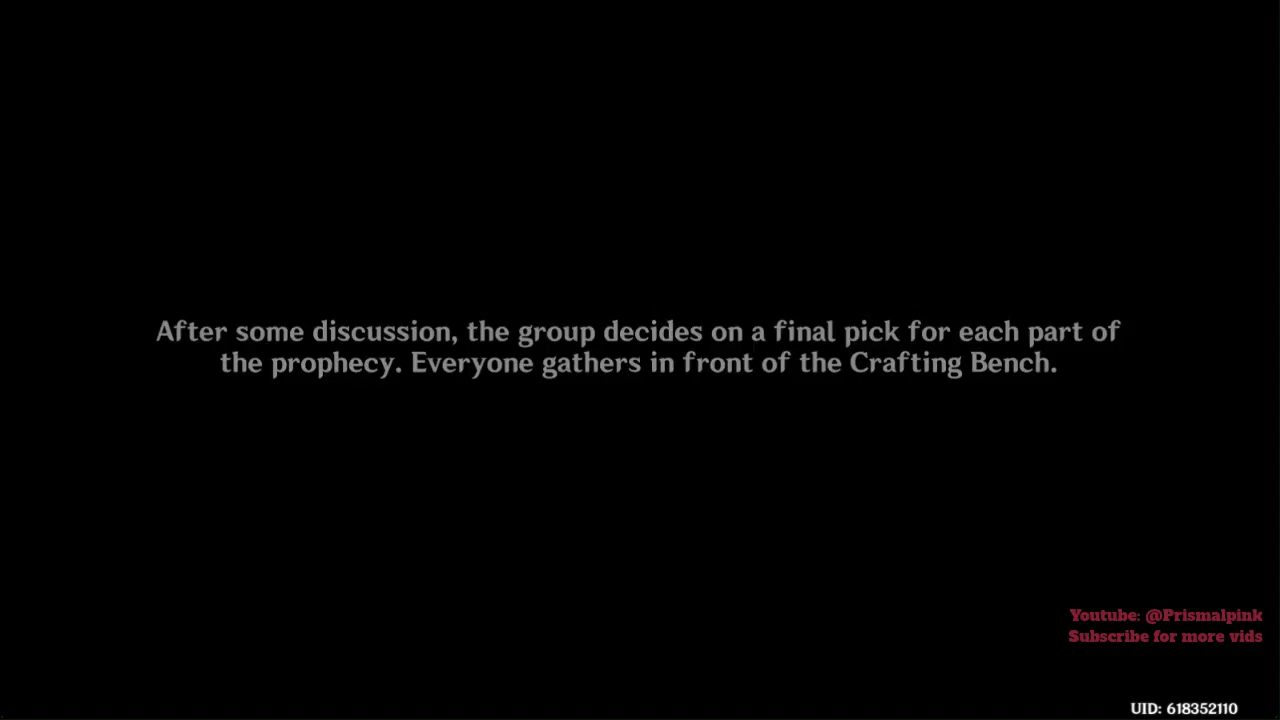 After some discussion, the group decides on a final pick for each part of
the prophecy. Everyone gathers in front of the Crafting Bench.
Youtube: @Prismalpink
Subscribe for more vids
UID: 618352110